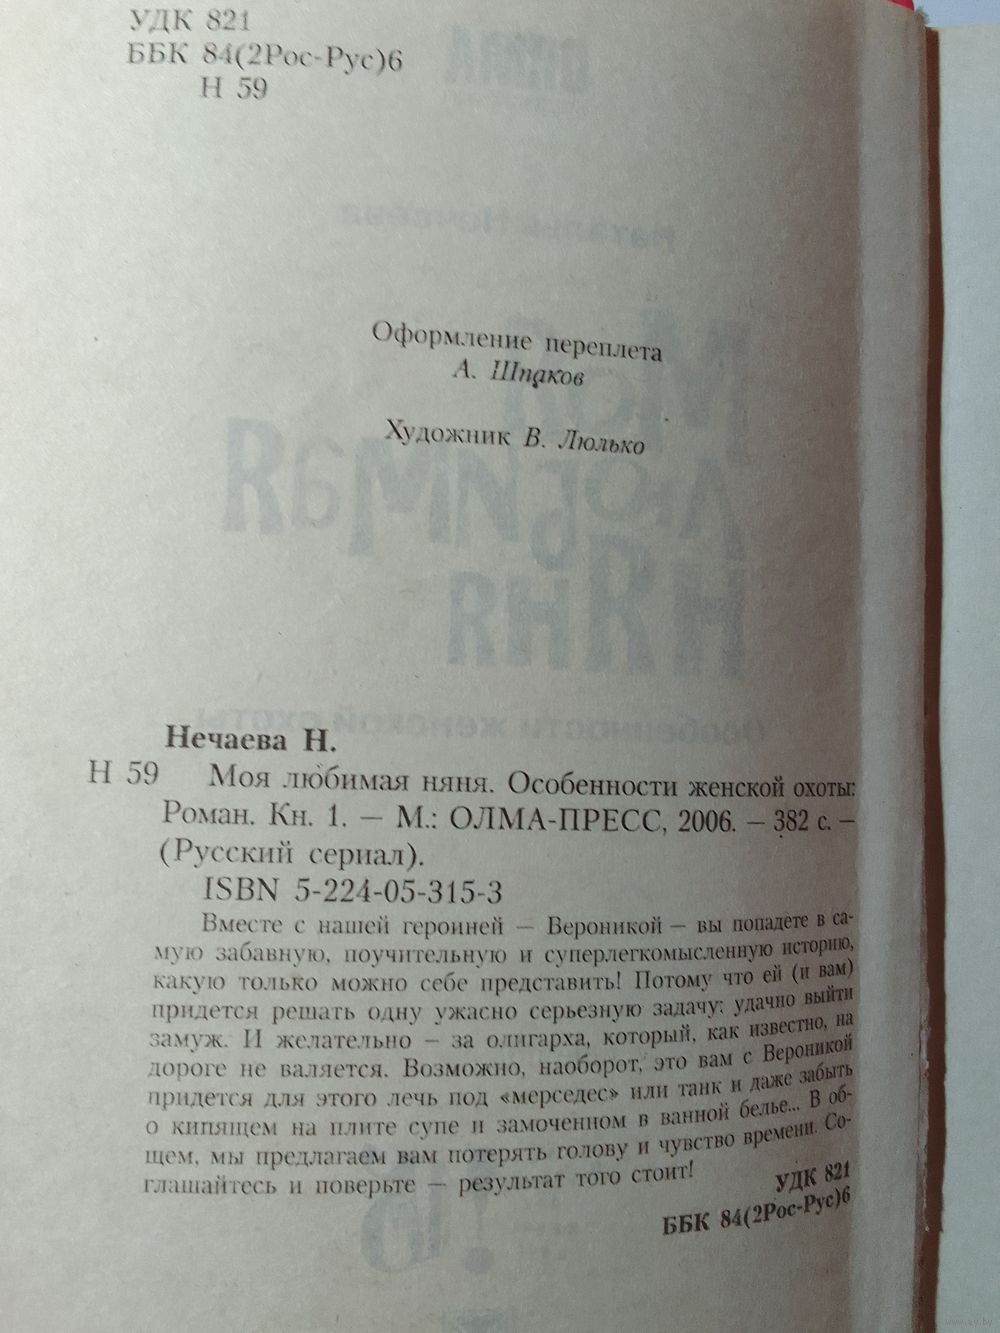 УДК 821
ББК 84(2Рос-Рус)6
Н 59
Оформление переплета
А. Шпаков
Художник В. Люлько
Нечаева Н.
Н 59 Моя любимая няня. Особенности женской охоты:
Роман. Кн. 1. — М.: ОЛМА-ПРЕСС, 2006. — 382 с. —
(Русский сериал).
ISBN 5-224-05-315-3
Вместе с нашей героиней — Вероникой — вы попадете в са-
мую забавную, поучительную и суперлегкомысленную историю,
какую только можно себе представить! Потому что ей (и вам)
придется решать одну ужасно серьезную задачу: удачно выйти
замуж. И желательно — за олигарха, который, как известно, на
дороге не валяется. Возможно, наоборот, это вам с Вероникой
придется для этого лечь под «мерседес» или танк и даже забыть
о кипящем на плите супе и замоченном в ванной белье... В об-
щем, мы предлагаем вам потерять голову и чувство времени. Со-
глашайтесь и поверьте — результат того стоит!
УДК 821
ББК 84(2Рос-Рус)6